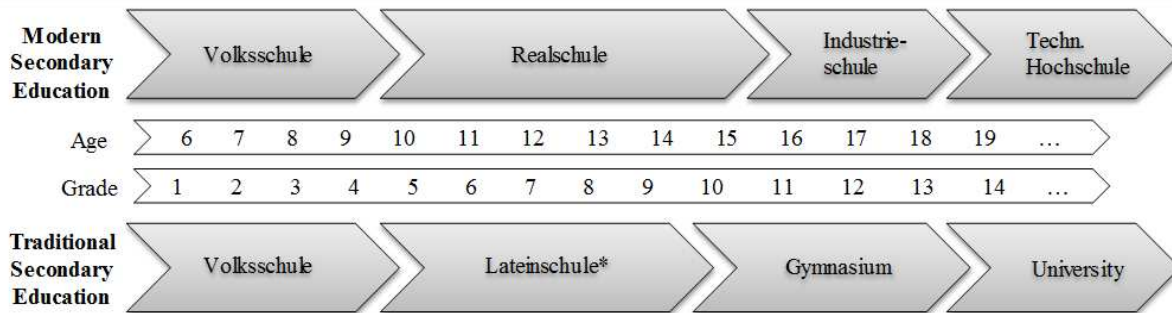 Modern
Secondary
Education
Volksschule
Realschule
Industrie-
schule
Techn.
Hochschule
Age
6 7 8 9 10 11 12 13 14 15 16 17 18 19 ...
Grade
1 2 3 4 5 6 7 8 9 10 11 12 13 14 ...
Traditional
Secondary
Education
Volksschule
Lateinschule*
Gymnasium
University